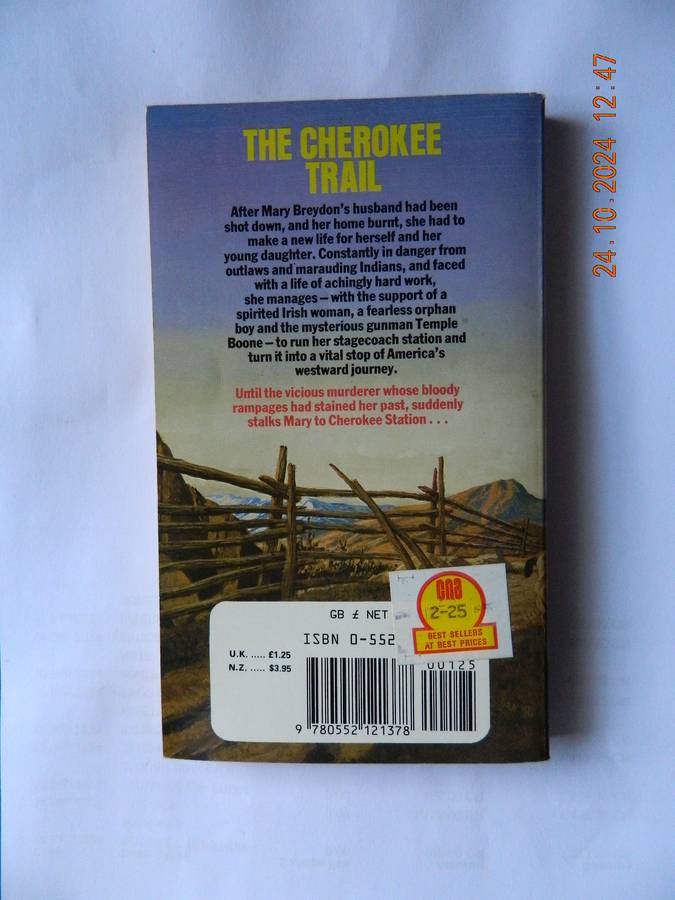 THE CHEROKEE
TRAIL
After Mary Breydon's husband had been
shot down, and her home burnt, she had to
make a new life for herself and her
young daughter. Constantly in danger from
outlaws and marauding Indians, and faced
with a life of achingly hard work,
she manages – with the support of a
spirited Irish woman, a fearless orphan
boy and the mysterious gunman Temple
Boone – to run her stagecoach station and
turn it into a vital stop of America's
westward journey.
Until the vicious murderer whose bloody
rampages had stained her past, suddenly
stalks Mary to Cherokee Station . . .
GB £ NET
ISBN 0-552
U.K. ..... £1.25
N.Z. ..... $3.95
cna
2-25
BEST SELLERS
AT BEST PRICES
00125
9 780552 121378
24.10.2024 12:47